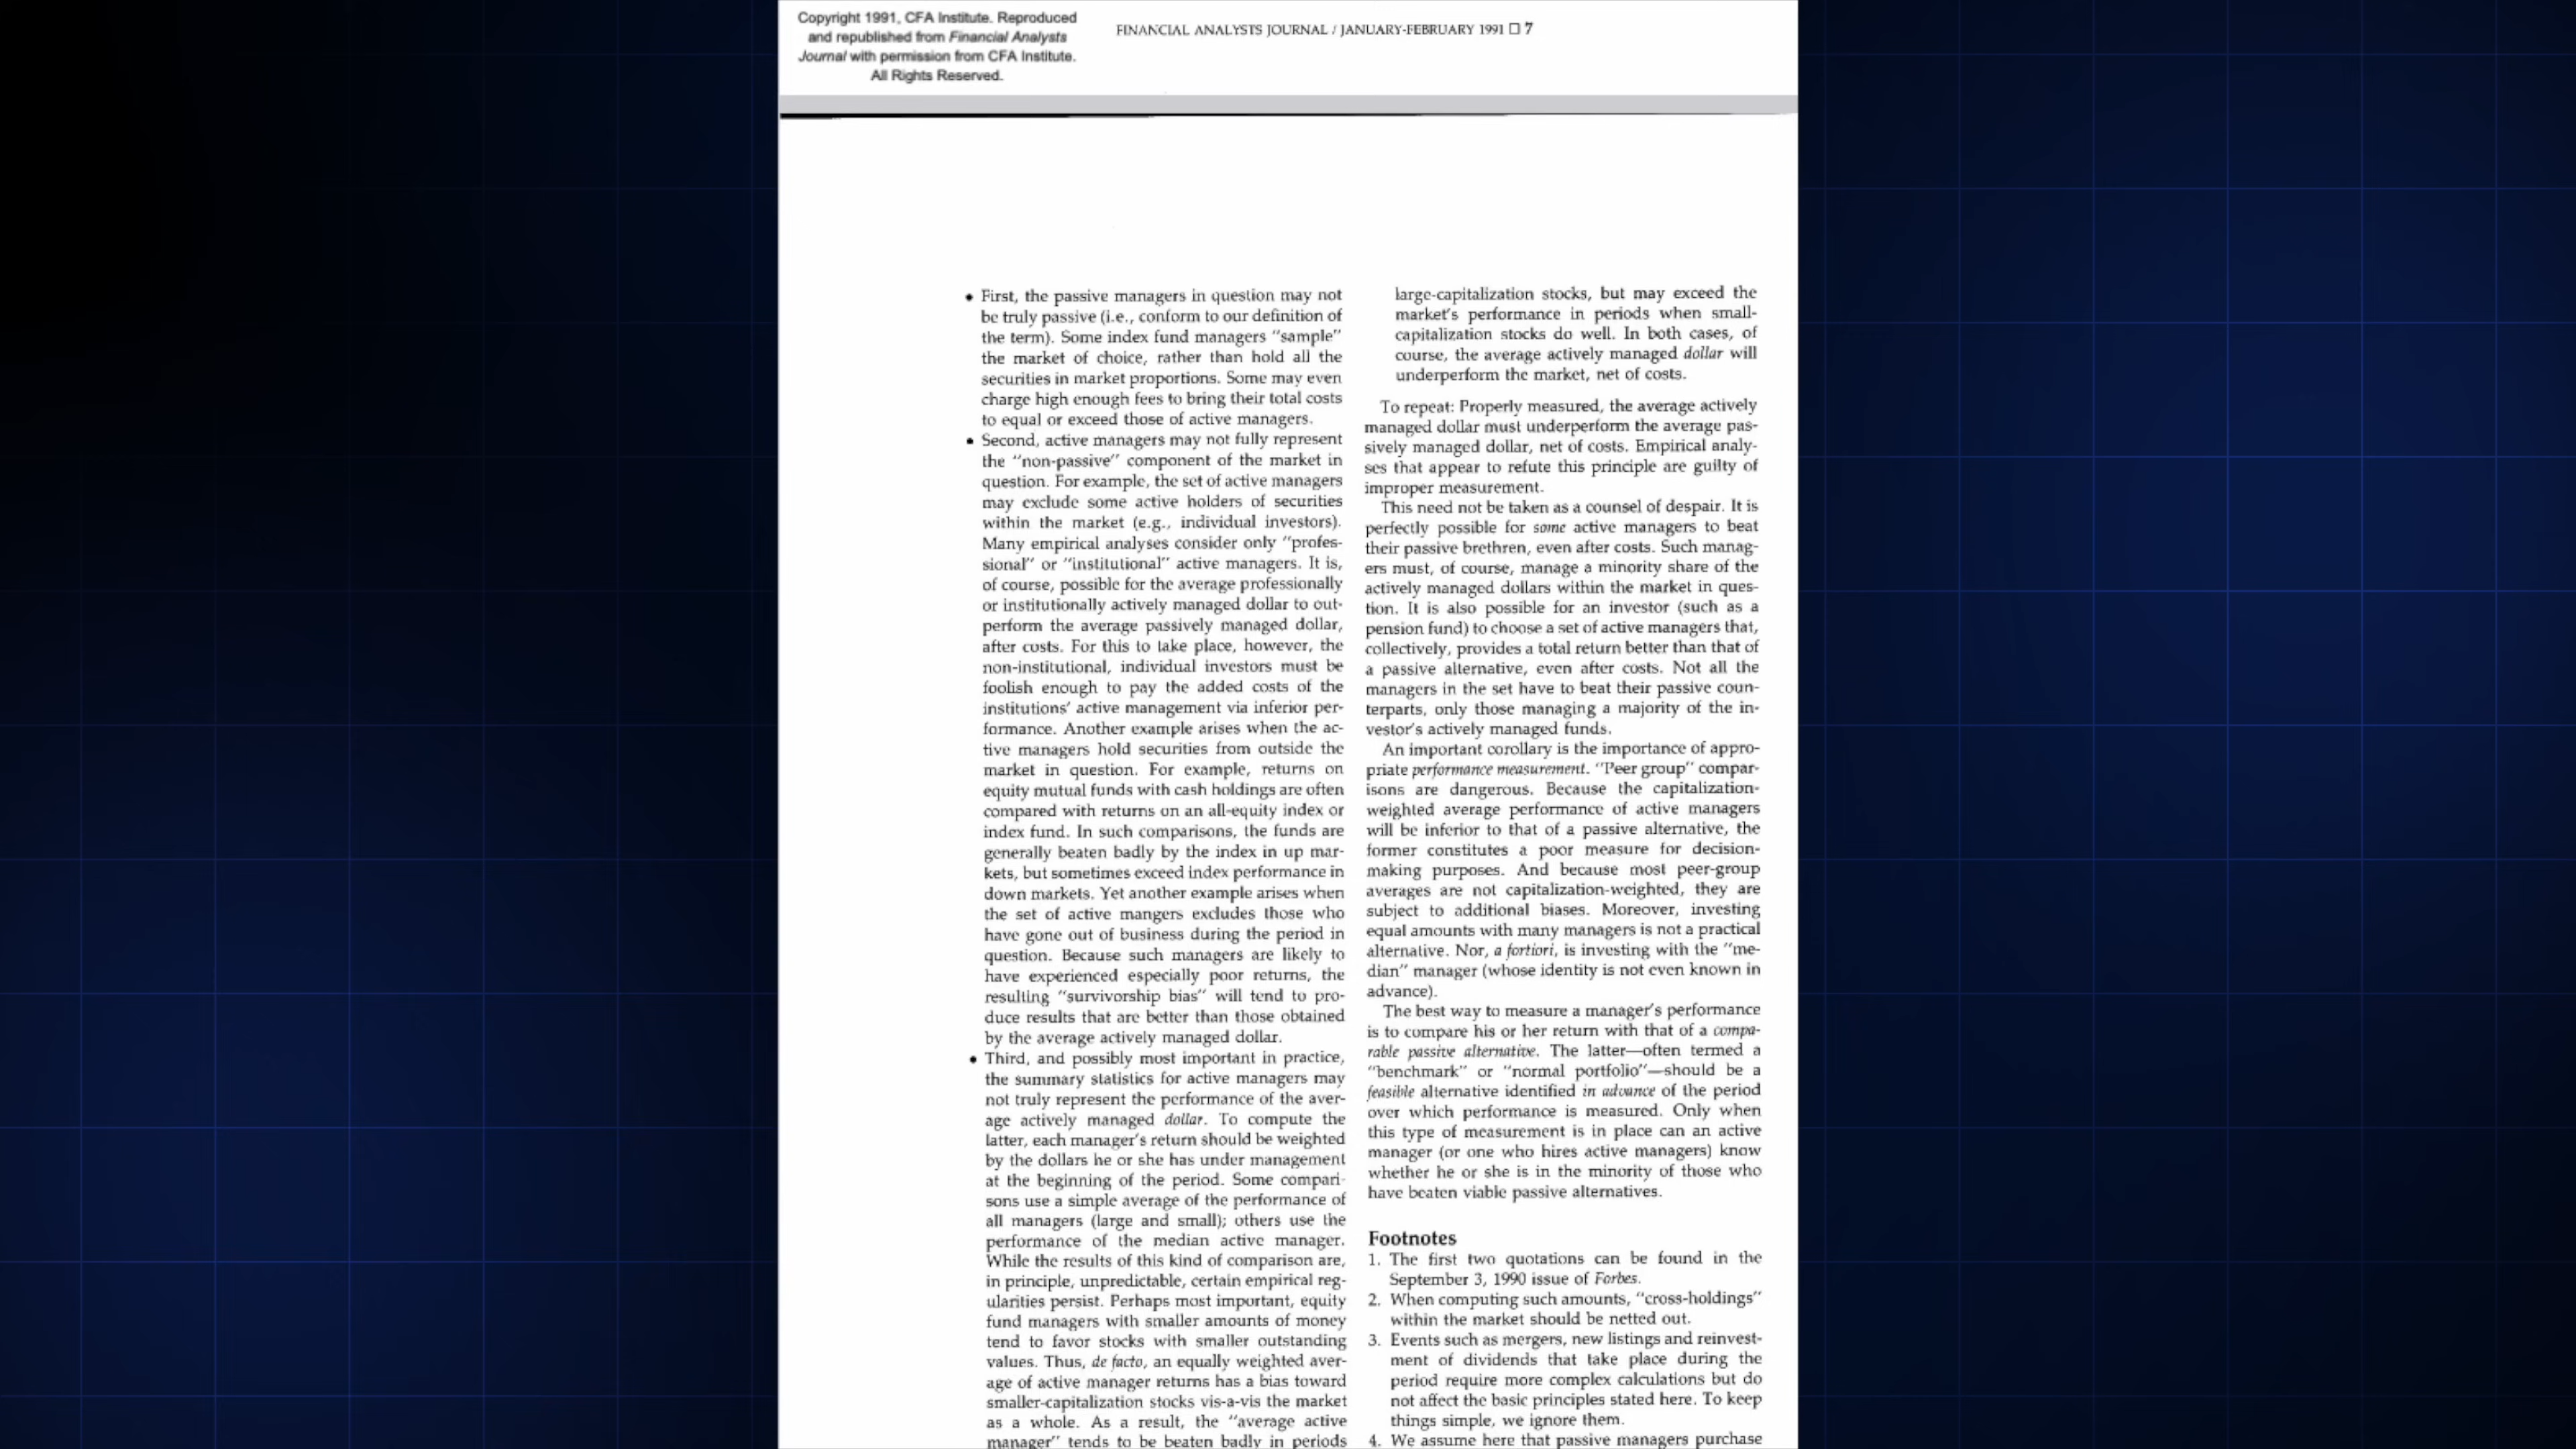 Copyright 1991, CFA Institute. Reproduced
and republished from Financial Analysts
Journal with permission from CFA Institute.
All Rights Reserved.
FINANCIAL ANALYSTS JOURNAL / JANUARY-FEBRUARY 1991 □ 7
• First, the passive managers in question may not
be truly passive (i.e., conform to our definition of
the term). Some index fund managers "sample"
the market of choice, rather than hold all the
securities in market proportions. Some may even
charge high enough fees to bring their total costs
to equal or exceed those of active managers.
• Second, active managers may not fully represent
the "non-passive" component of the market in
question. For example, the set of active managers
may exclude some active holders of securities
within the market (e.g., individual investors).
Many empirical analyses consider only "profes-
sional" or "institutional" active managers. It is,
of course, possible for the average professionally
or institutionally actively managed dollar to out-
perform the average passively managed dollar,
after costs. For this to take place, however, the
non-institutional, individual investors must be
foolish enough to pay the added costs of the
institutions' active management via inferior per-
formance. Another example arises when the ac-
tive managers hold securities from outside the
market in question. For example, returns on
equity mutual funds with cash holdings are often
compared with returns on an all-equity index or
index fund. In such comparisons, the funds are
generally beaten badly by the index in up mar-
kets, but sometimes exceed index performance in
down markets. Yet another example arises when
the set of active mangers excludes those who
have gone out of business during the period in
question. Because such managers are likely to
have experienced especially poor returns, the
resulting "survivorship bias" will tend to pro-
duce results that are better than those obtained
by the average actively managed dollar.
• Third, and possibly most important in practice,
the summary statistics for active managers may
not truly represent the performance of the aver-
age actively managed dollar. To compute the
latter, each manager's return should be weighted
by the dollars he or she has under management
at the beginning of the period. Some compari-
sons use a simple average of the performance of
all managers (large and small); others use the
performance of the median active manager.
While the results of this kind of comparison are,
in principle, unpredictable, certain empirical reg-
ularities persist. Perhaps most important, equity
fund managers with smaller amounts of money
tend to favor stocks with smaller outstanding
values. Thus, de facto, an equally weighted aver-
age of active manager returns has a bias toward
smaller-capitalization stocks vis-a-vis the market
as a whole. As a result, the "average active
manager" tends to be beaten badly in periods
large-capitalization stocks, but may exceed the
market's performance in periods when small-
capitalization stocks do well. In both cases, of
course, the average actively managed dollar will
underperform the market, net of costs.
To repeat: Properly measured, the average actively
managed dollar must underperform the average pas-
sively managed dollar, net of costs. Empirical analy-
ses that appear to refute this principle are guilty of
improper measurement.
This need not be taken as a counsel of despair. It is
perfectly possible for some active managers to beat
their passive brethren, even after costs. Such manag-
ers must, of course, manage a minority share of the
actively managed dollars within the market in ques-
tion. It is also possible for an investor (such as a
pension fund) to choose a set of active managers that,
collectively, provides a total return better than that of
a passive alternative, even after costs. Not all the
managers in the set have to beat their passive coun-
terparts, only those managing a majority of the in-
vestor's actively managed funds.
An important corollary is the importance of appro-
priate performance measurement. "Peer group" compar-
isons are dangerous. Because the capitalization-
weighted average performance of active managers
will be inferior to that of a passive alternative, the
former constitutes a poor measure for decision-
making purposes. And because most peer-group
averages are not capitalization-weighted, they are
subject to additional biases. Moreover, investing
equal amounts with many managers is not a practical
alternative. Nor, a fortiori, is investing with the "me-
dian" manager (whose identity is not even known in
advance).
The best way to measure a manager's performance
is to compare his or her return with that of a compa-
rable passive alternative. The latter—often termed a
"benchmark" or "normal portfolio"—should be a
feasible alternative identified in advance of the period
over which performance is measured. Only when
this type of measurement is in place can an active
manager (or one who hires active managers) know
whether he or she is in the minority of those who
have beaten viable passive alternatives.
Footnotes
1. The first two quotations can be found in the
September 3, 1990 issue of Forbes.
2. When computing such amounts, "cross-holdings"
within the market should be netted out.
3. Events such as mergers, new listings and reinvest-
ment of dividends that take place during the
period require more complex calculations but do
not affect the basic principles stated here. To keep
things simple, we ignore them.
4. We assume here that passive managers purchase